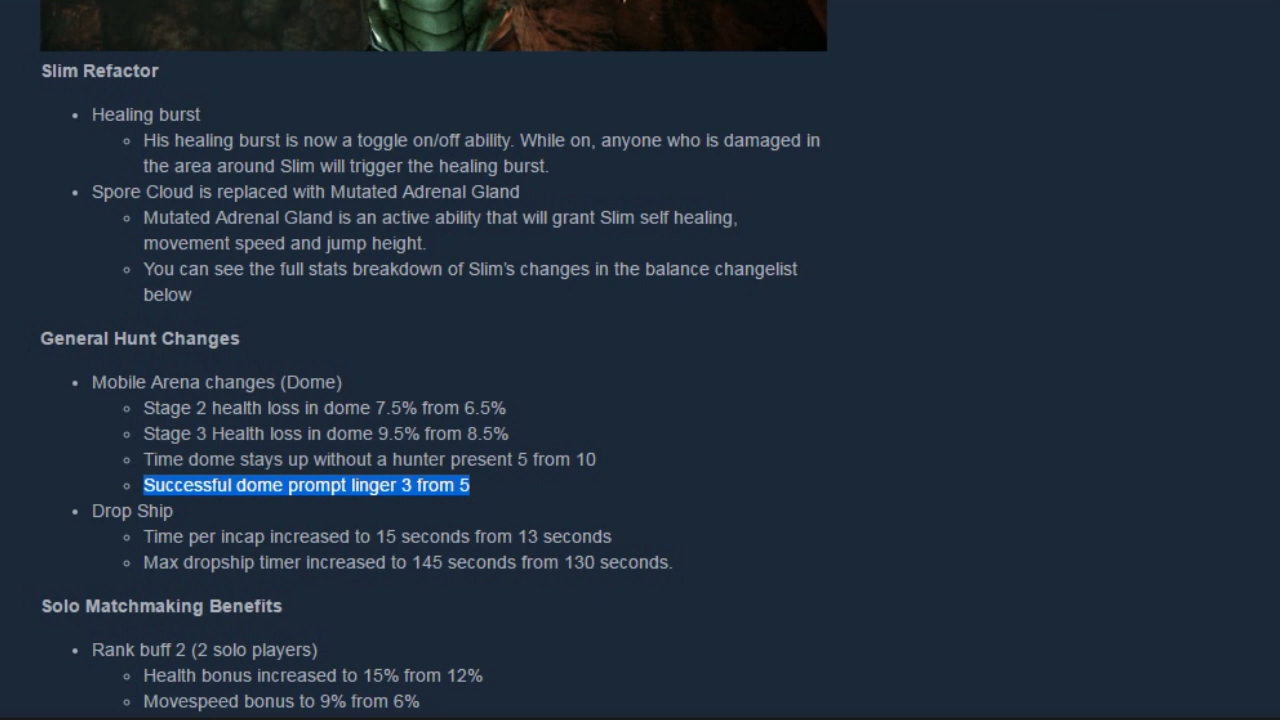 Slim Refactor
Healing burst
His healing burst is now a toggle on/off ability. While on, anyone who is damaged in
the area around Slim will trigger the healing burst.
Spore Cloud is replaced with Mutated Adrenal Gland
Mutated Adrenal Gland is an active ability that will grant Slim self healing,
movement speed and jump height.
You can see the full stats breakdown of Slim's changes in the balance changelist
below
General Hunt Changes
Mobile Arena changes (Dome)
Stage 2 health loss in dome 7.5% from 6.5%
Stage 3 Health loss in dome 9.5% from 8.5%
Time dome stays up without a hunter present 5 from 10
Successful dome prompt linger 3 from 5
Drop Ship
Time per incap increased to 15 seconds from 13 seconds
Max dropship timer increased to 145 seconds from 130 seconds.
Solo Matchmaking Benefits
Rank buff 2 (2 solo players)
Health bonus increased to 15% from 12%
Movespeed bonus to 9% from 6%